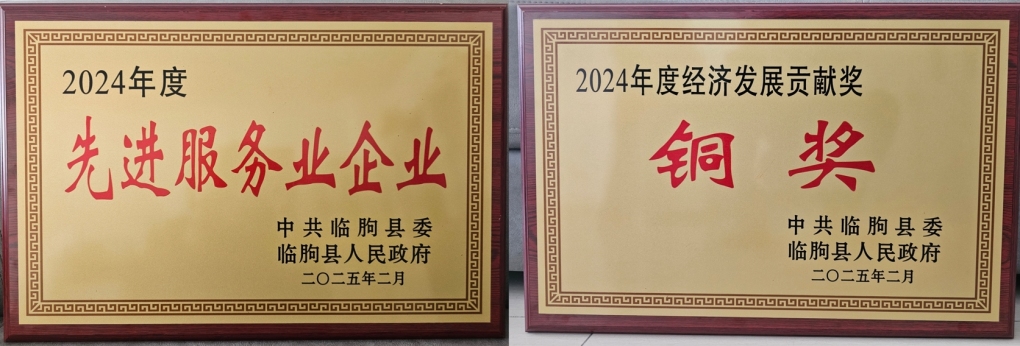 2024年度
先进服务业企业
中共临朐县委
临朐县人民政府
二〇二五年二月
2024年度经济发展贡献奖
铜奖
中共临朐县委
临朐县人民政府
二〇二五年二月